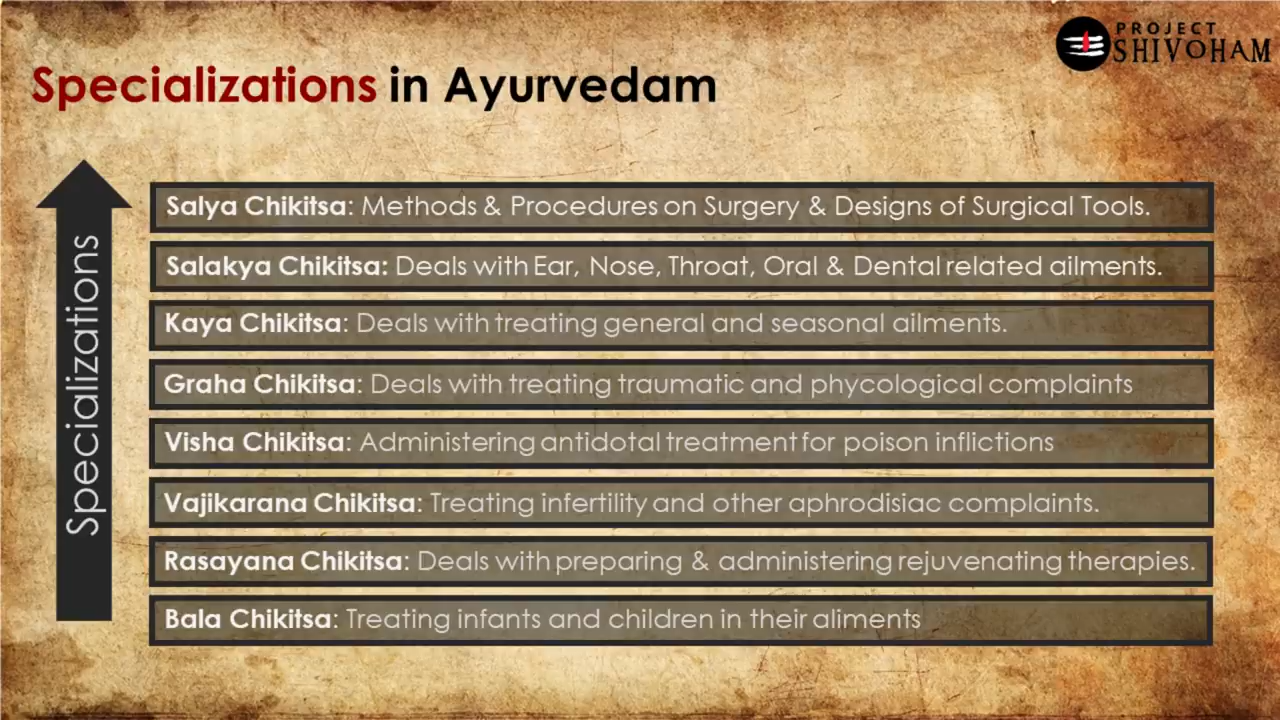 PROJECT
SHIVOHAM
Specializations in Ayurvedam
Specializations
Salya Chikitsa: Methods & Procedures on Surgery & Designs of Surgical Tools.
Salakya Chikitsa: Deals with Ear, Nose, Throat, Oral & Dental related ailments.
Kaya Chikitsa: Deals with treating general and seasonal ailments.
Graha Chikitsa: Deals with treating traumatic and phycological complaints
Visha Chikitsa: Administering antidotal treatment for poison inflictions
Vajikarana Chikitsa: Treating infertility and other aphrodisiac complaints.
Rasayana Chikitsa: Deals with preparing & administering rejuvenating therapies.
Bala Chikitsa: Treating infants and children in their aliments